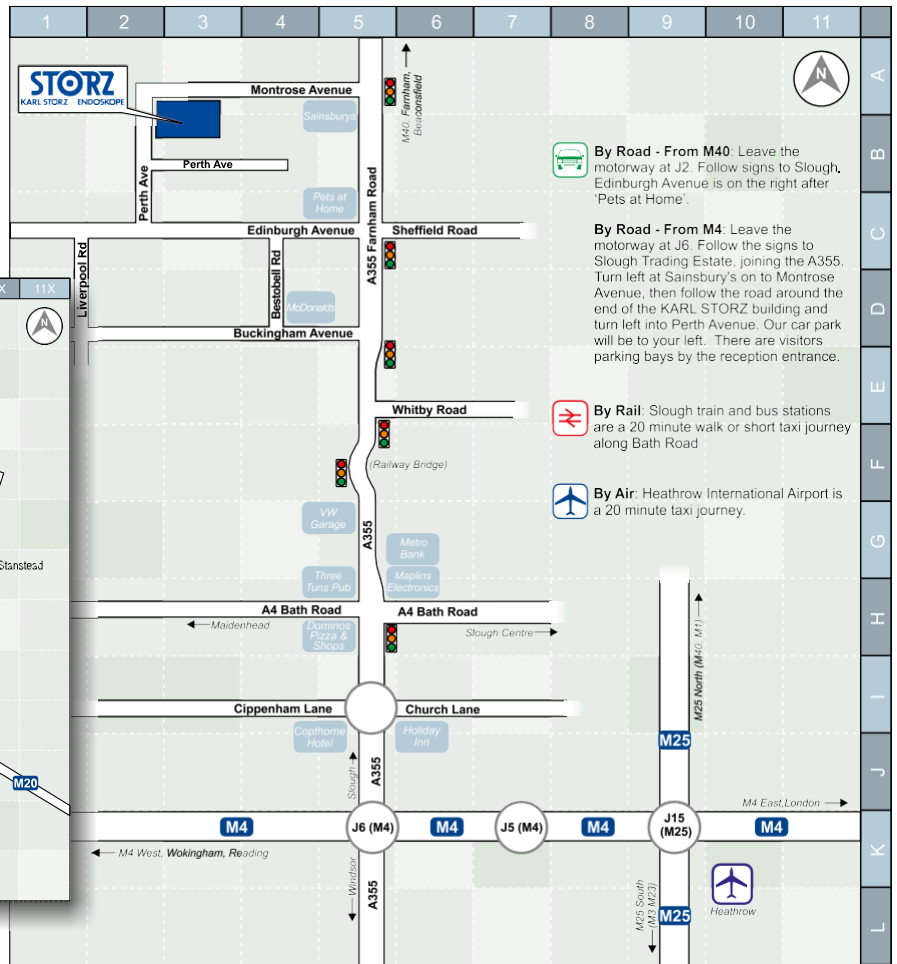 1 2 3 4 5 6 7 8 9 10 11
A
B
C
D
E
F
G
H
I
J
K
L
STORZ
KARL STORZ — ENDOSKOPE
Montrose Avenue
Sainsburys
M40, Farnham,
Beaconsfield
N
Perth Ave
Perth Ave
Pets at
Home
A355 Farnham Road
Edinburgh Avenue
Sheffield Road
Liverpool Rd
Bestobell Rd
McDonalds
Buckingham Avenue
X 11X
N
Whitby Road
(Railway Bridge)
VW
Garage
A355
Metro
Bank
Stanstead
Three
Tuns Pub
Maplins
Electronics
A4 Bath Road
A4 Bath Road
Maidenhead
Dominos
Pizza &
Shops
Slough Centre
M25 North (M40, M1)
Cippenham Lane
Church Lane
Copthorne
Hotel
Holiday
Inn
M25
Slough
A355
M20
M4 East,London
M4
J6 (M4)
M4
J5 (M4)
M4
J15
(M25)
M4
M4 West, Wokingham, Reading
Windsor
A355
M25 South
(M3 M23)
M25
Heathrow
By Road - From M40: Leave the
motorway at J2. Follow signs to Slough.
Edinburgh Avenue is on the right after
‘Pets at Home’.
By Road - From M4: Leave the
motorway at J6. Follow the signs to
Slough Trading Estate, joining the A355.
Turn left at Sainsbury's on to Montrose
Avenue, then follow the road around the
end of the KARL STORZ building and
turn left into Perth Avenue. Our car park
will be to your left. There are visitors
parking bays by the reception entrance.
By Rail: Slough train and bus stations
are a 20 minute walk or short taxi journey
along Bath Road
By Air: Heathrow International Airport is
a 20 minute taxi journey.